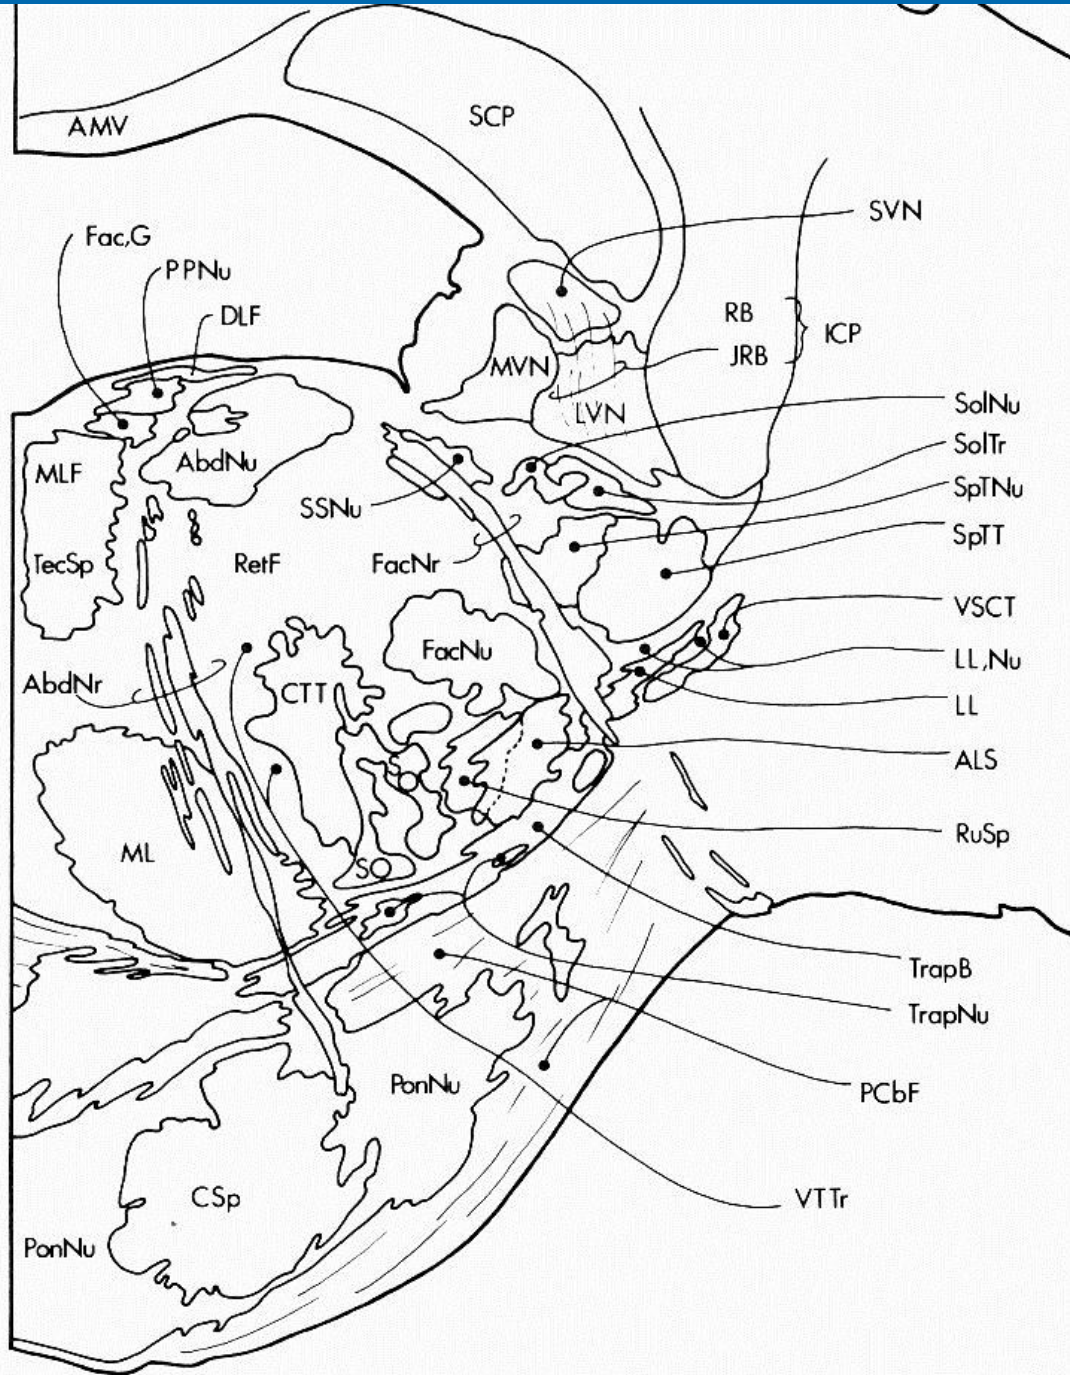 AMV
SCP
SVN
Fac,G
PPNu
DLF
RB
ICP
JRB
MVN
LVN
SolNu
SolTr
SpTNu
SpTT
MLF
AbdNu
SSNu
FacNr
TecSp
RetF
VSCT
LL,Nu
LL
FacNu
AbdNr
CTT
ALS
RuSp
ML
SO
TrapB
TrapNu
PCbF
PonNu
VTTr
CSp
PonNu